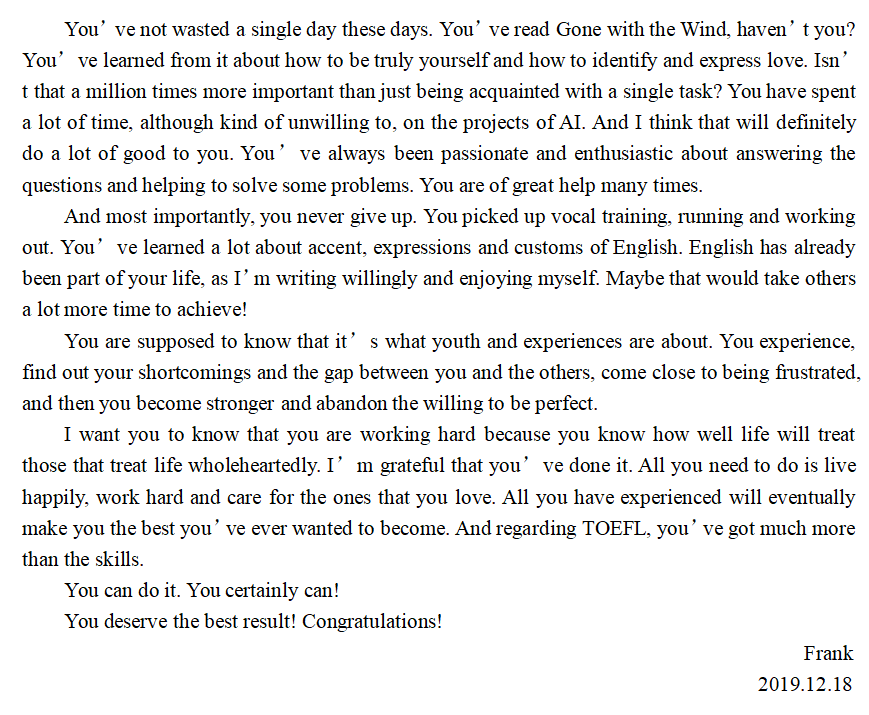 You’ve not wasted a single day these days. You’ve read Gone with the Wind, haven’t you?
You’ve learned from it about how to be truly yourself and how to identify and express love. Isn’
t that a million times more important than just being acquainted with a single task? You have spent
a lot of time, although kind of unwilling to, on the projects of AI. And I think that will definitely
do a lot of good to you. You’ve always been passionate and enthusiastic about answering the
questions and helping to solve some problems. You are of great help many times.
And most importantly, you never give up. You picked up vocal training, running and working
out. You’ve learned a lot about accent, expressions and customs of English. English has already
been part of your life, as I’m writing willingly and enjoying myself. Maybe that would take others
a lot more time to achieve!
You are supposed to know that it’s what youth and experiences are about. You experience,
find out your shortcomings and the gap between you and the others, come close to being frustrated,
and then you become stronger and abandon the willing to be perfect.
I want you to know that you are working hard because you know how well life will treat
those that treat life wholeheartedly. I’m grateful that you’ve done it. All you need to do is live
happily, work hard and care for the ones that you love. All you have experienced will eventually
make you the best you’ve ever wanted to become. And regarding TOEFL, you’ve got much more
than the skills.
You can do it. You certainly can!
You deserve the best result! Congratulations!
Frank
2019.12.18